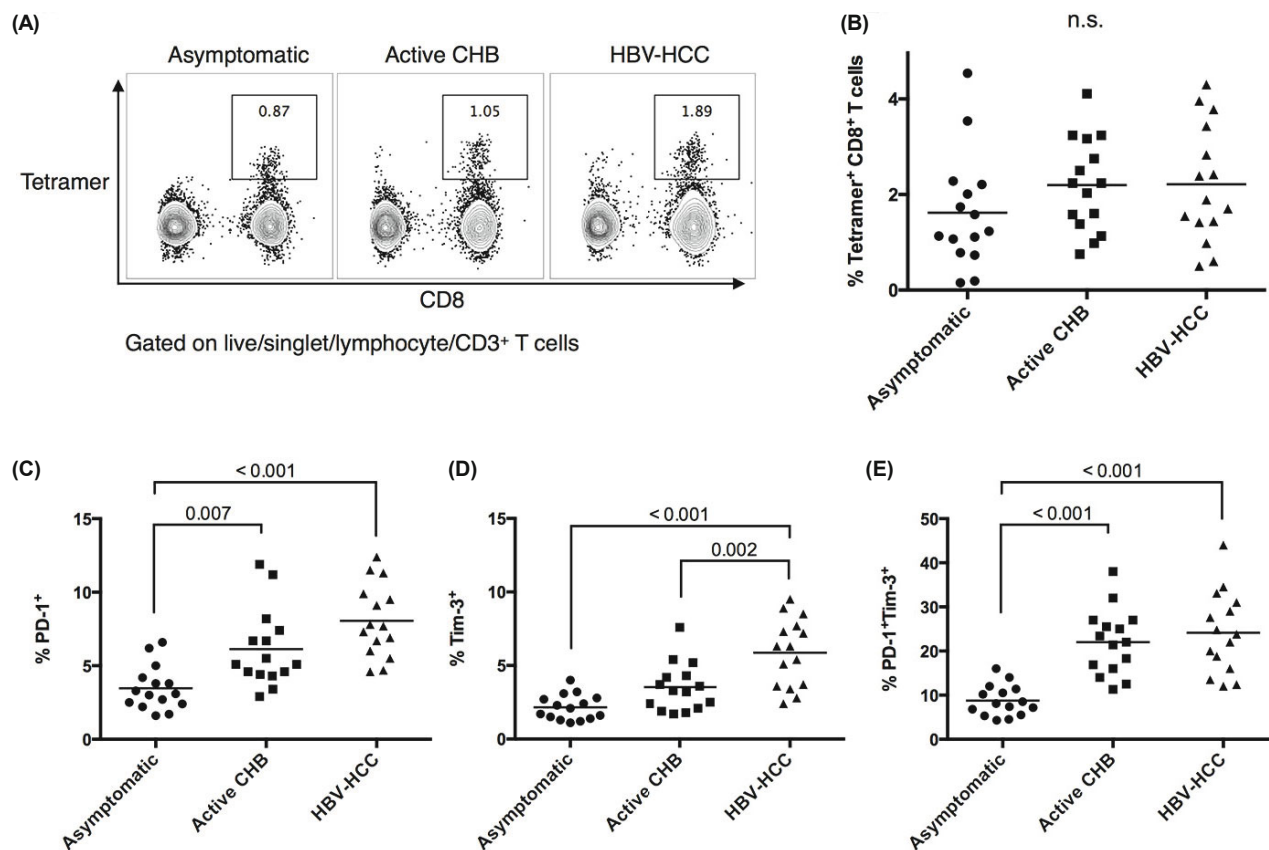 (A)
Asymptomatic Active CHB HBV-HCC
0.87 1.05 1.89
Tetramer
CD8
Gated on live/singlet/lymphocyte/CD3+ T cells
(B)
n.s.
% Tetramer+ CD8+ T cells
4
2
0
Asymptomatic
Active CHB
HBV-HCC
(C)
< 0.001
0.007
% PD-1+
15
10
5
0
Asymptomatic
Active CHB
HBV-HCC
(D)
< 0.001
0.002
% Tim-3+
15
10
5
0
Asymptomatic
Active CHB
HBV-HCC
(E)
< 0.001
< 0.001
% PD-1+Tim-3+
50
40
30
20
10
0
Asymptomatic
Active CHB
HBV-HCC